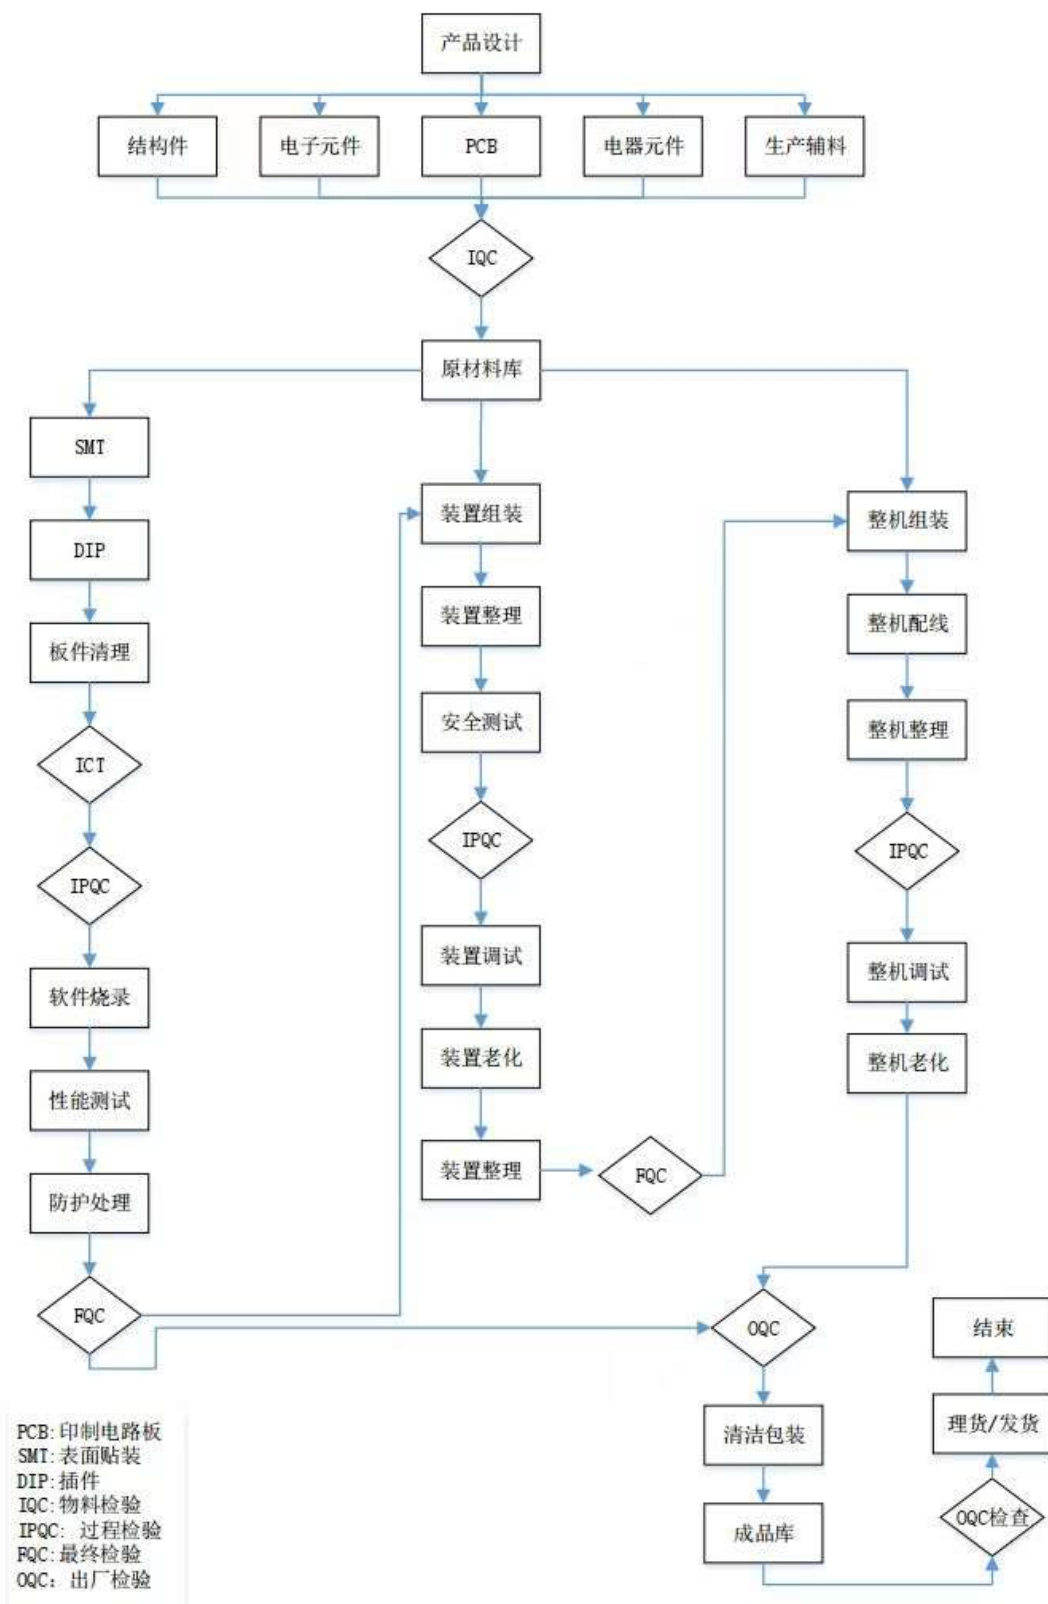 产品设计
结构件
电子元件
PCB
电器元件
生产辅料
IQC
原材料库
SMT
DIP
板件清理
ICT
IPQC
软件烧录
性能测试
防护处理
FQC
装置组装
装置整理
安全测试
IPQC
装置调试
装置老化
装置整理
FQC
整机组装
整机配线
整机整理
IPQC
整机调试
整机老化
OQC
清洁包装
成品库
OQC检查
理货/发货
结束
PCB:印制电路板
SMT:表面贴装
DIP:插件
IQC:物料检验
IPQC: 过程检验
FQC:最终检验
OQC: 出厂检验